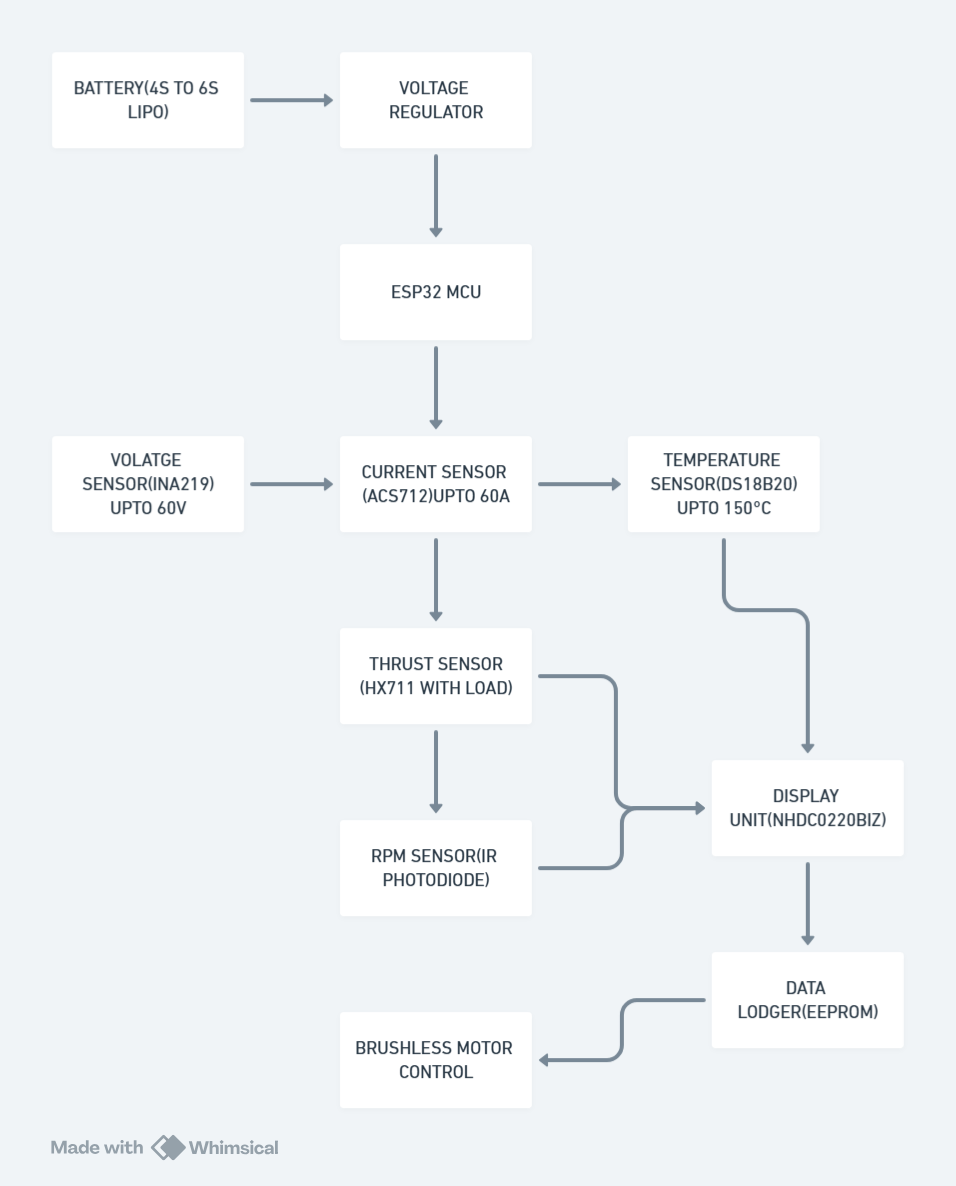 BATTERY(4S TO 6S
LIPO)
VOLTAGE
REGULATOR
ESP32 MCU
VOLATGE
SENSOR(INA219)
UPTO 60V
CURRENT SENSOR
(ACS712)UPTO 60A
TEMPERATURE
SENSOR(DS18B20)
UPTO 150°C
THRUST SENSOR
(HX711 WITH LOAD)
DISPLAY
UNIT(NHDC0220BIZ)
RPM SENSOR(IR
PHOTODIODE)
DATA
LODGER(EEPROM)
BRUSHLESS MOTOR
CONTROL
Made with Whimsical